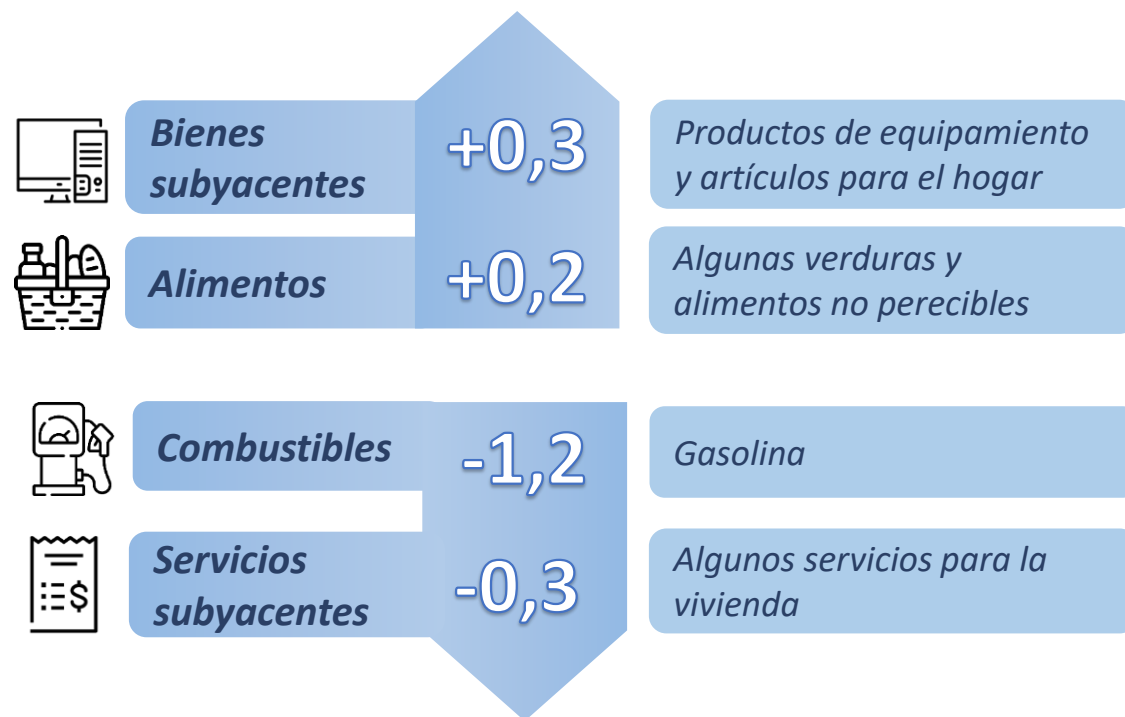 Bienes
subyacentes
+0,3
Productos de equipamiento
y artículos para el hogar
Alimentos
+0,2
Algunas verduras y
alimentos no perecibles
Combustibles
-1,2
Gasolina
Servicios
subyacentes
-0,3
Algunos servicios para la
vivienda
$